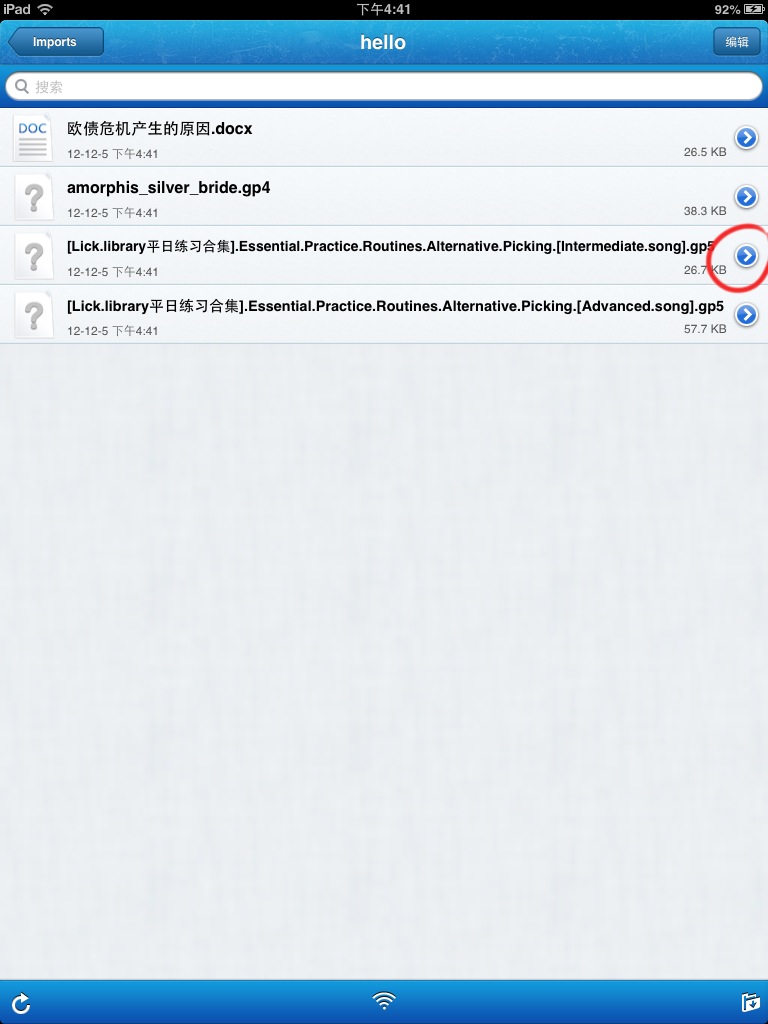 iPad 下午4:41 92%
Imports hello 编辑
搜索
DOC 欧债危机产生的原因.docx
12-12-5 下午4:41 26.5 KB
amorphis_silver_bride.gp4
12-12-5 下午4:41 38.3 KB
[Lick.library平日练习合集].Essential.Practice.Routines.Alternative.Picking.[Intermediate.song].gp5
12-12-5 下午4:41 26.7 KB
[Lick.library平日练习合集].Essential.Practice.Routines.Alternative.Picking.[Advanced.song].gp5
12-12-5 下午4:41 57.7 KB